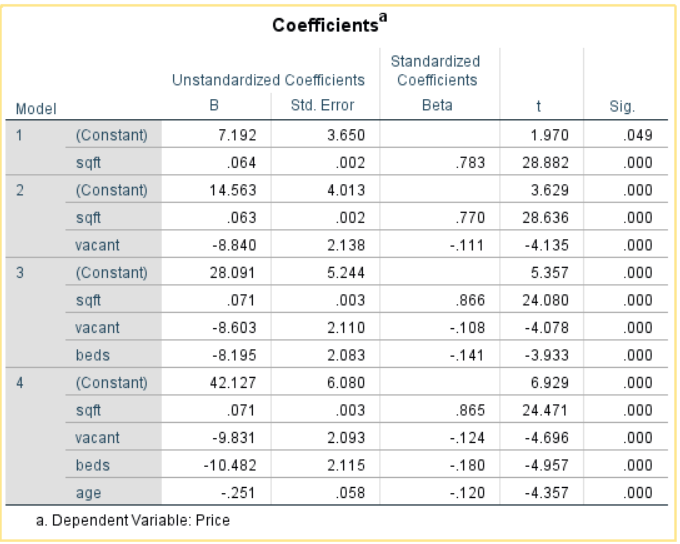 Coefficientsa
Unstandardized Coefficients Standardized Coefficients
Model B Std. Error Beta t Sig.
1 (Constant) 7.192 3.650 1.970 .049
sqft .064 .002 .783 28.882 .000
2 (Constant) 14.563 4.013 3.629 .000
sqft .063 .002 .770 28.636 .000
vacant -8.840 2.138 -.111 -4.135 .000
3 (Constant) 28.091 5.244 5.357 .000
sqft .071 .003 .866 24.080 .000
vacant -8.603 2.110 -.108 -4.078 .000
beds -8.195 2.083 -.141 -3.933 .000
4 (Constant) 42.127 6.080 6.929 .000
sqft .071 .003 .865 24.471 .000
vacant -9.831 2.093 -.124 -4.696 .000
beds -10.482 2.115 -.180 -4.957 .000
age -.251 .058 -.120 -4.357 .000
a. Dependent Variable: Price